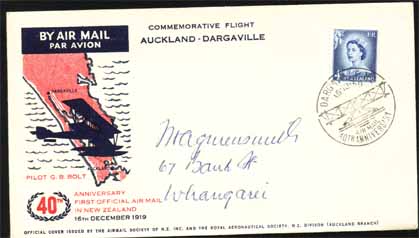 BY AIR MAIL
PAR AVION
COMMEMORATIVE FLIGHT
AUCKLAND - DARGAVILLE
DARGAVILLE
AUCKLAND
PILOT G. B. BOLT
40TH
ANNIVERSARY
FIRST OFFICIAL AIR MAIL
IN NEW ZEALAND
16TH DECEMBER 1919
67 Bank St
Whangarei
40TH ANNIVERSARY
OFFICIAL COVER ISSUED BY THE AIRMAIL SOCIETY OF N.Z. INC. AND THE ROYAL AERONAUTICAL SOCIETY N.Z. DIVISION (AUCKLAND BRANCH)